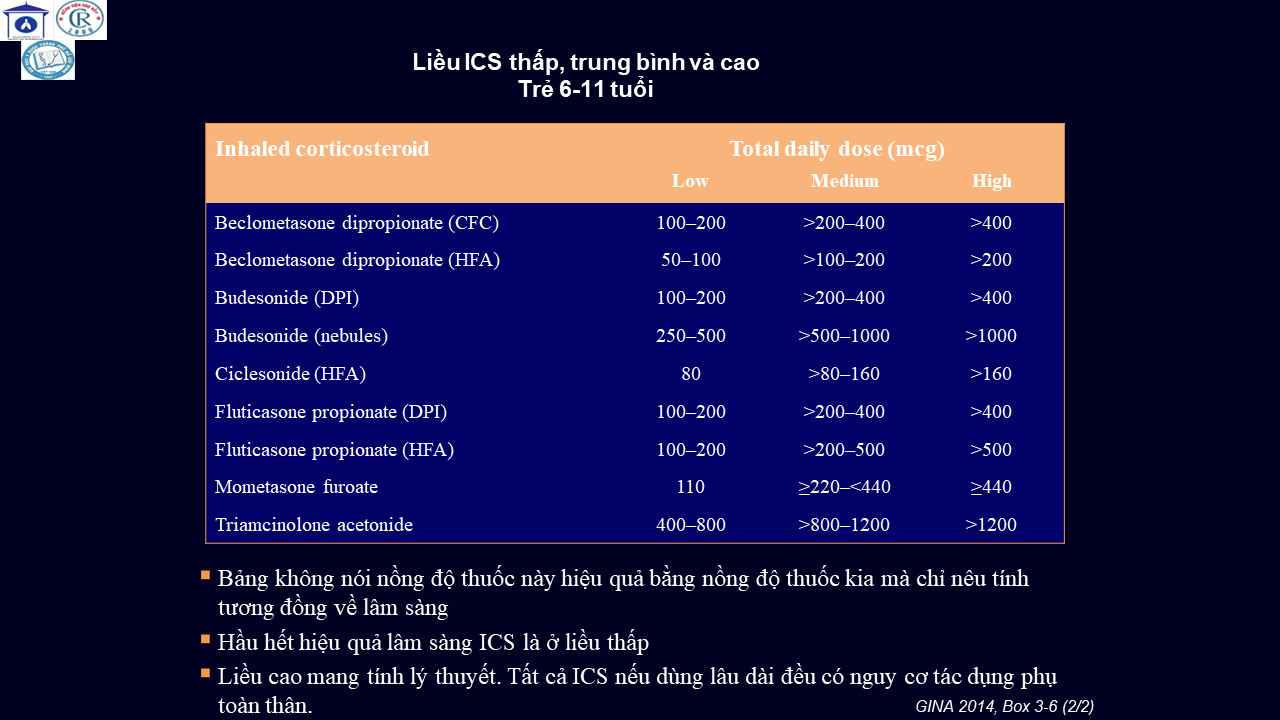 Liều ICS thấp, trung bình và cao
Trẻ 6-11 tuổi
Inhaled corticosteroid Total daily dose (mcg)
Low Medium High
Beclometasone dipropionate (CFC) 100–200 >200–400 >400
Beclometasone dipropionate (HFA) 50–100 >100–200 >200
Budesonide (DPI) 100–200 >200–400 >400
Budesonide (nebules) 250–500 >500–1000 >1000
Ciclesonide (HFA) 80 >80–160 >160
Fluticasone propionate (DPI) 100–200 >200–400 >400
Fluticasone propionate (HFA) 100–200 >200–500 >500
Mometasone furoate 110 ≥220–<440 ≥440
Triamcinolone acetonide 400–800 >800–1200 >1200
Bảng không nói nồng độ thuốc này hiệu quả bằng nồng độ thuốc kia mà chỉ nêu tính
tương đồng về lâm sàng
Hầu hết hiệu quả lâm sàng ICS là ở liều thấp
Liều cao mang tính lý thuyết. Tất cả ICS nếu dùng lâu dài đều có nguy cơ tác dụng phụ
toàn thân.
GINA 2014, Box 3-6 (2/2)